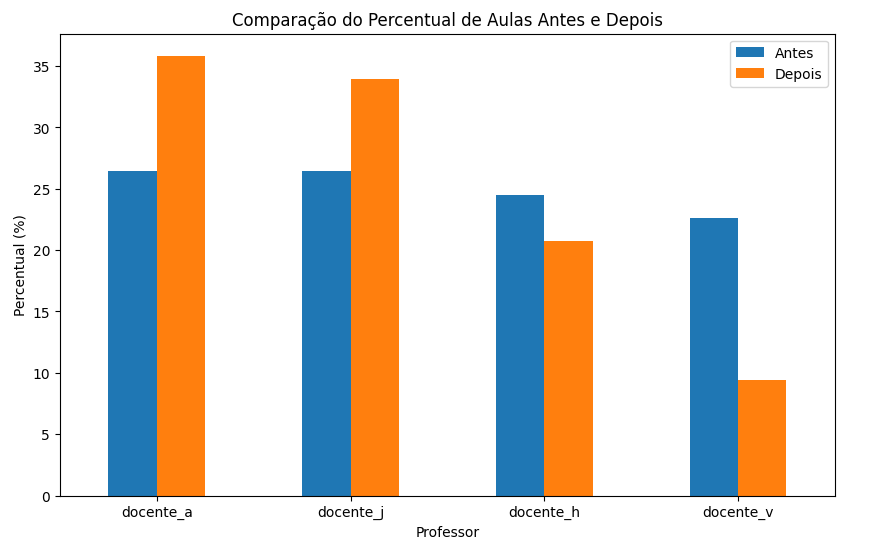 Comparação do Percentual de Aulas Antes e Depois
Antes
Depois
Percentual (%)
35
30
25
20
15
10
5
0
docente_a
docente_j
docente_h
docente_v
Professor